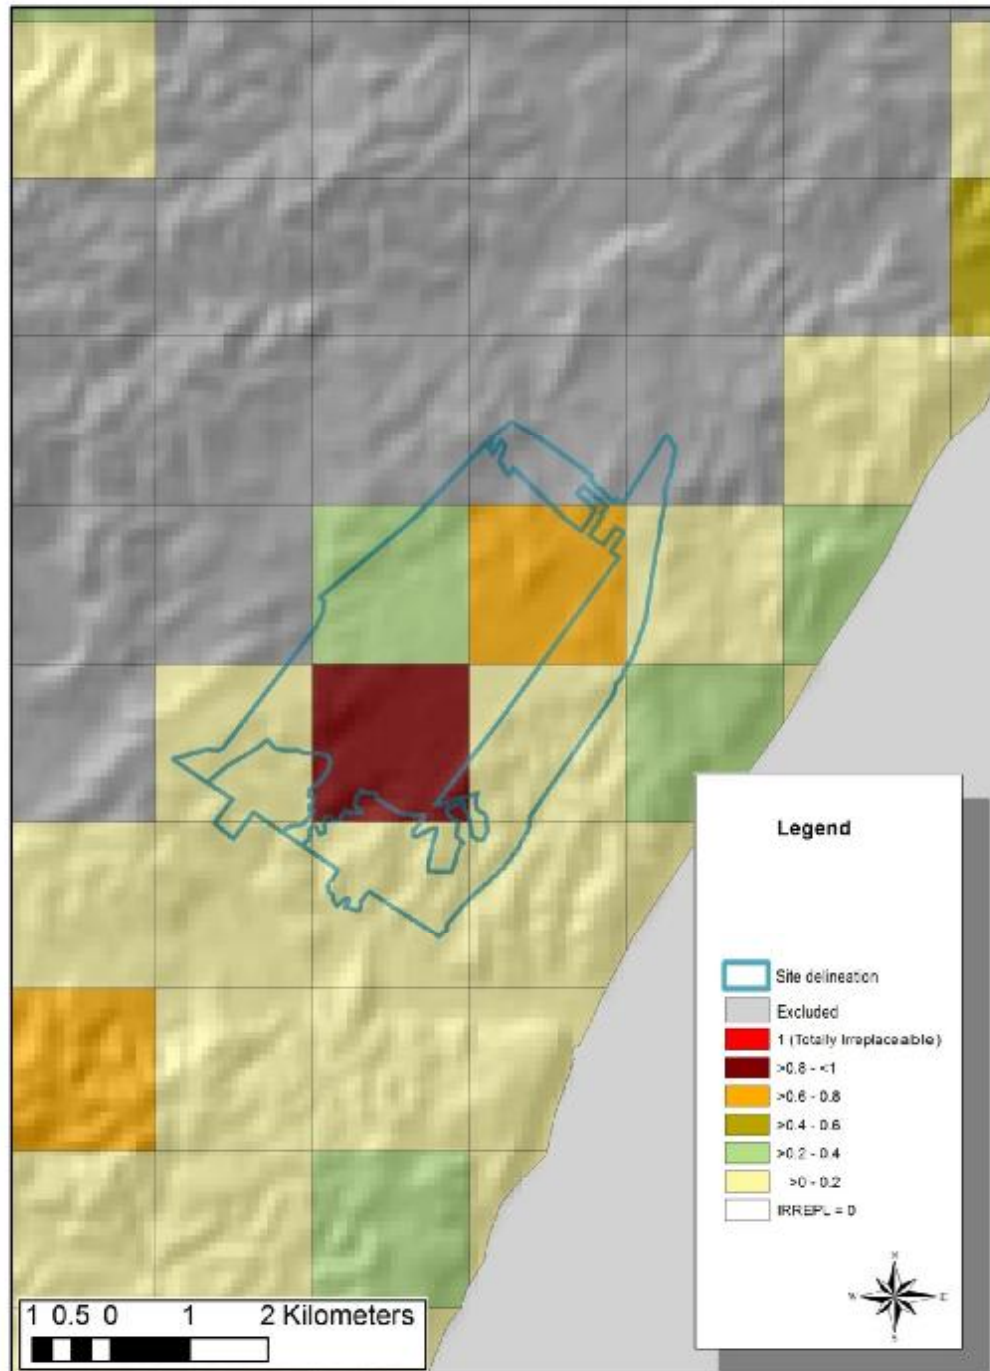 Legend
Site delineation
Excluded
1 (Totally Irreplaceable)
>0.8 - <1
>0.6 - 0.8
>0.4 - 0.6
>0.2 - 0.4
>0 - 0.2
IRREPL = 0
N
W E
S
1 0.5 0 1 2 Kilometers